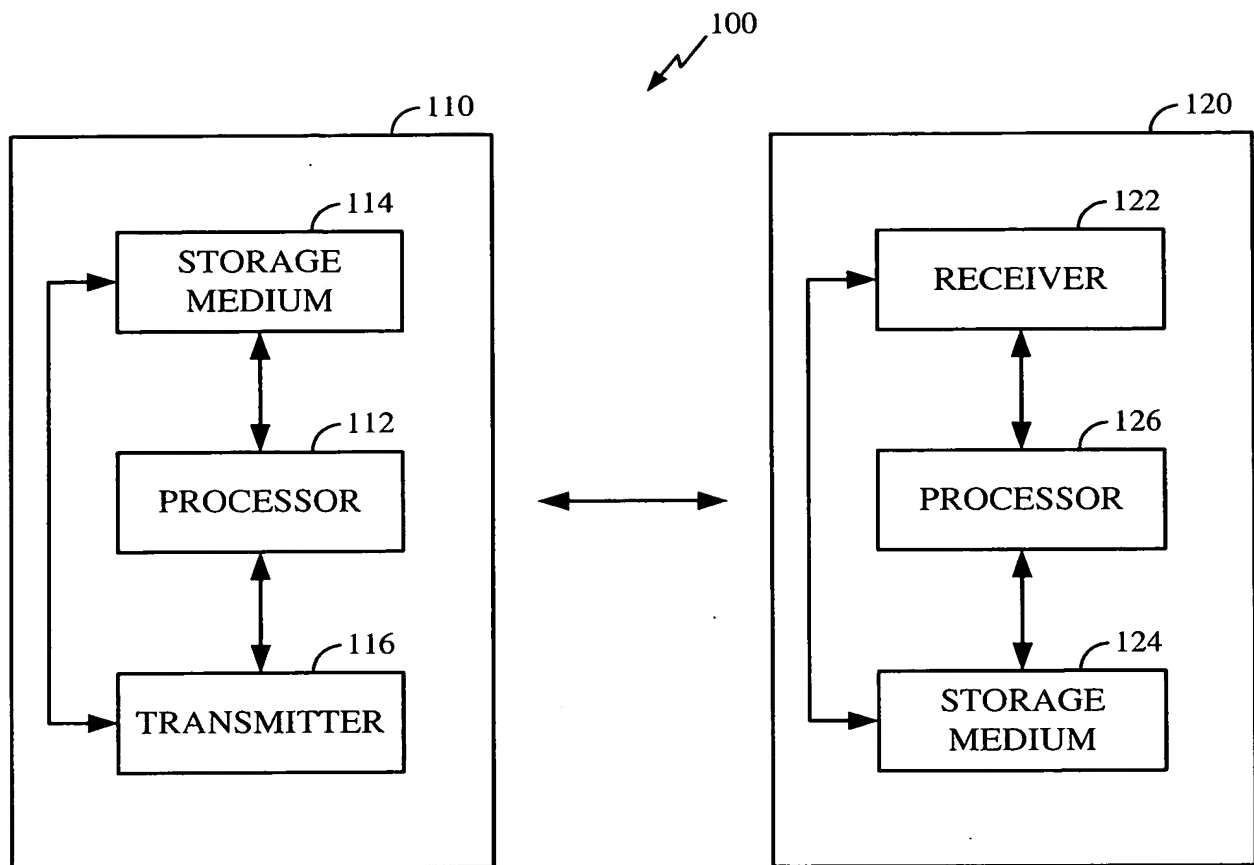 100
110
120
114
STORAGE
MEDIUM
122
RECEIVER
112
PROCESSOR
126
PROCESSOR
116
TRANSMITTER
124
STORAGE
MEDIUM